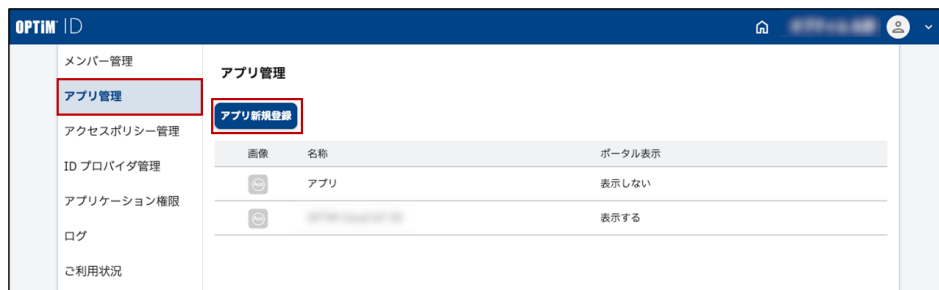 OPTiM ID
メンバー管理
アプリ管理
アクセスポリシー管理
ID プロバイダ管理
アプリケーション権限
ログ
ご利用状況
アプリ管理
アプリ新規登録
画像 名称 ポータル表示
アプリ 表示しない
表示する